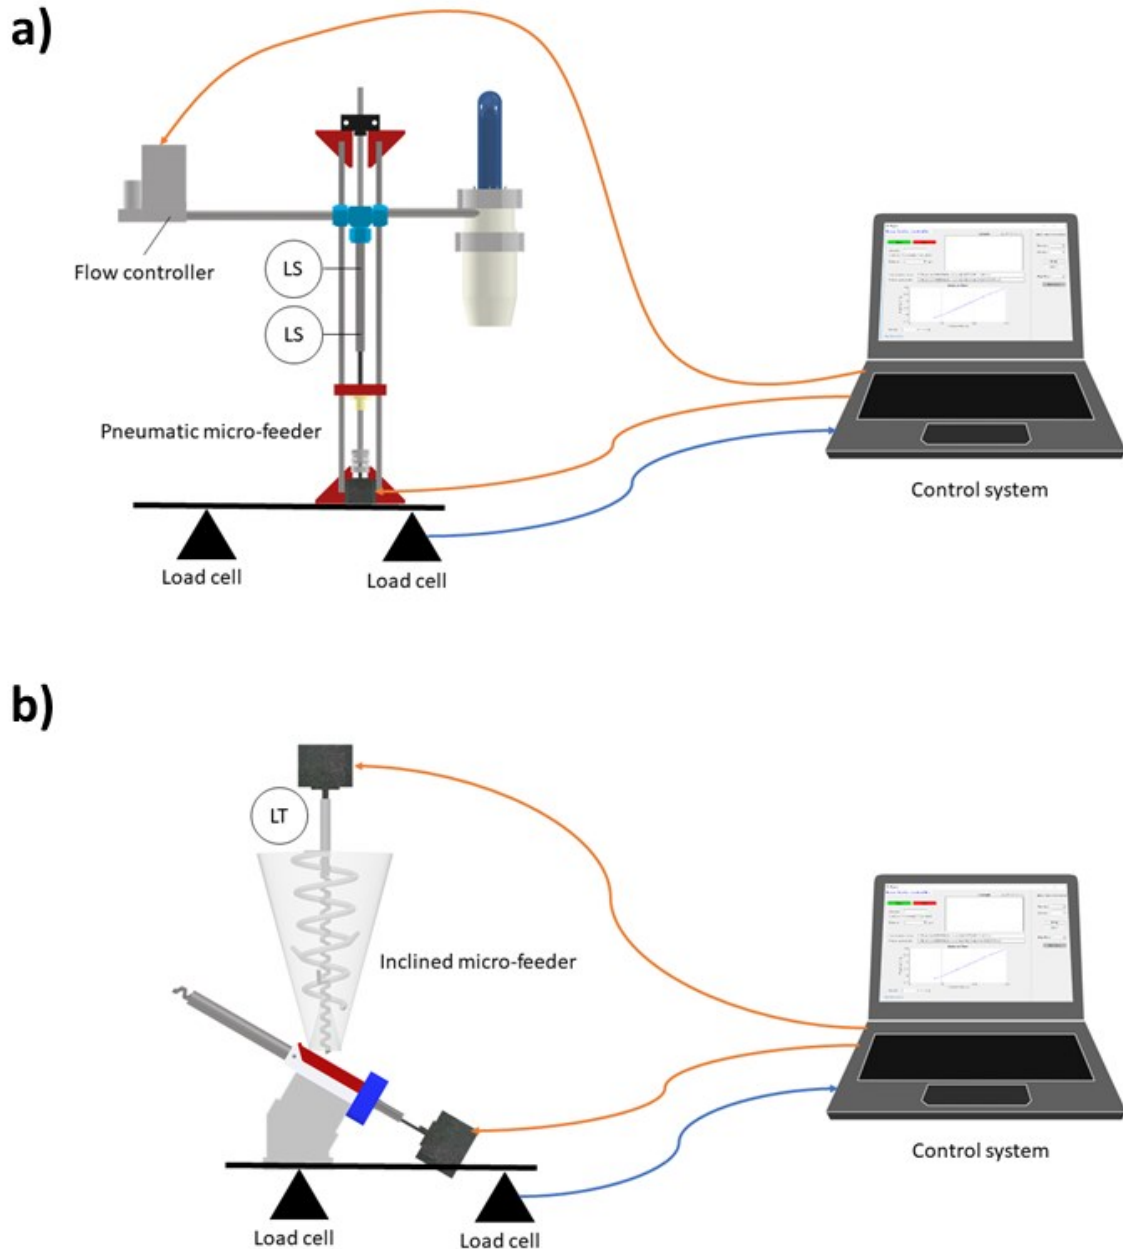 a)
Flow controller
LS
LS
Pneumatic micro-feeder
Control system
Load cell
Load cell
b)
LT
Inclined micro-feeder
Control system
Load cell
Load cell